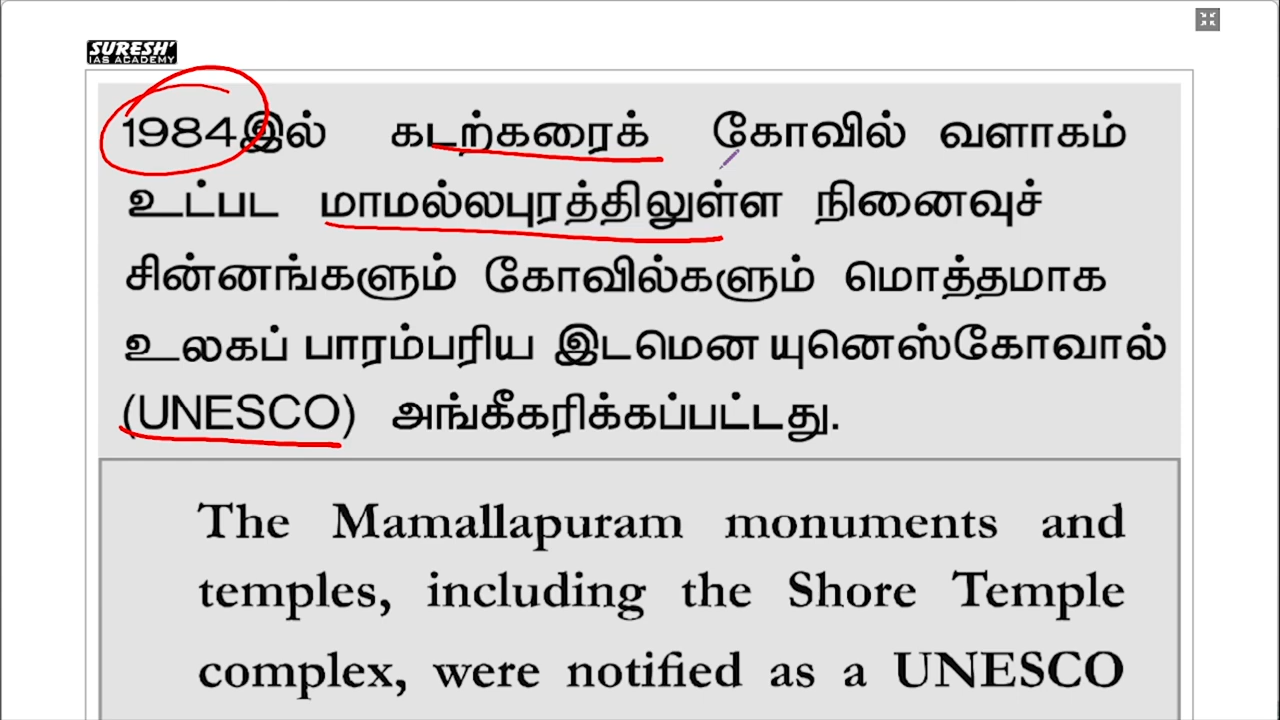 SURESH'
IAS ACADEMY
1984இல் கடற்கரைக் கோவில் வளாகம்
உட்பட மாமல்லபுரத்திலுள்ள நினைவுச்
சின்னங்களும் கோவில்களும் மொத்தமாக
உலகப் பாரம்பரிய இடமென யுனெஸ்கோவால்
(UNESCO) அங்கீகரிக்கப்பட்டது.
The Mamallapuram monuments and
temples, including the Shore Temple
complex, were notified as a UNESCO